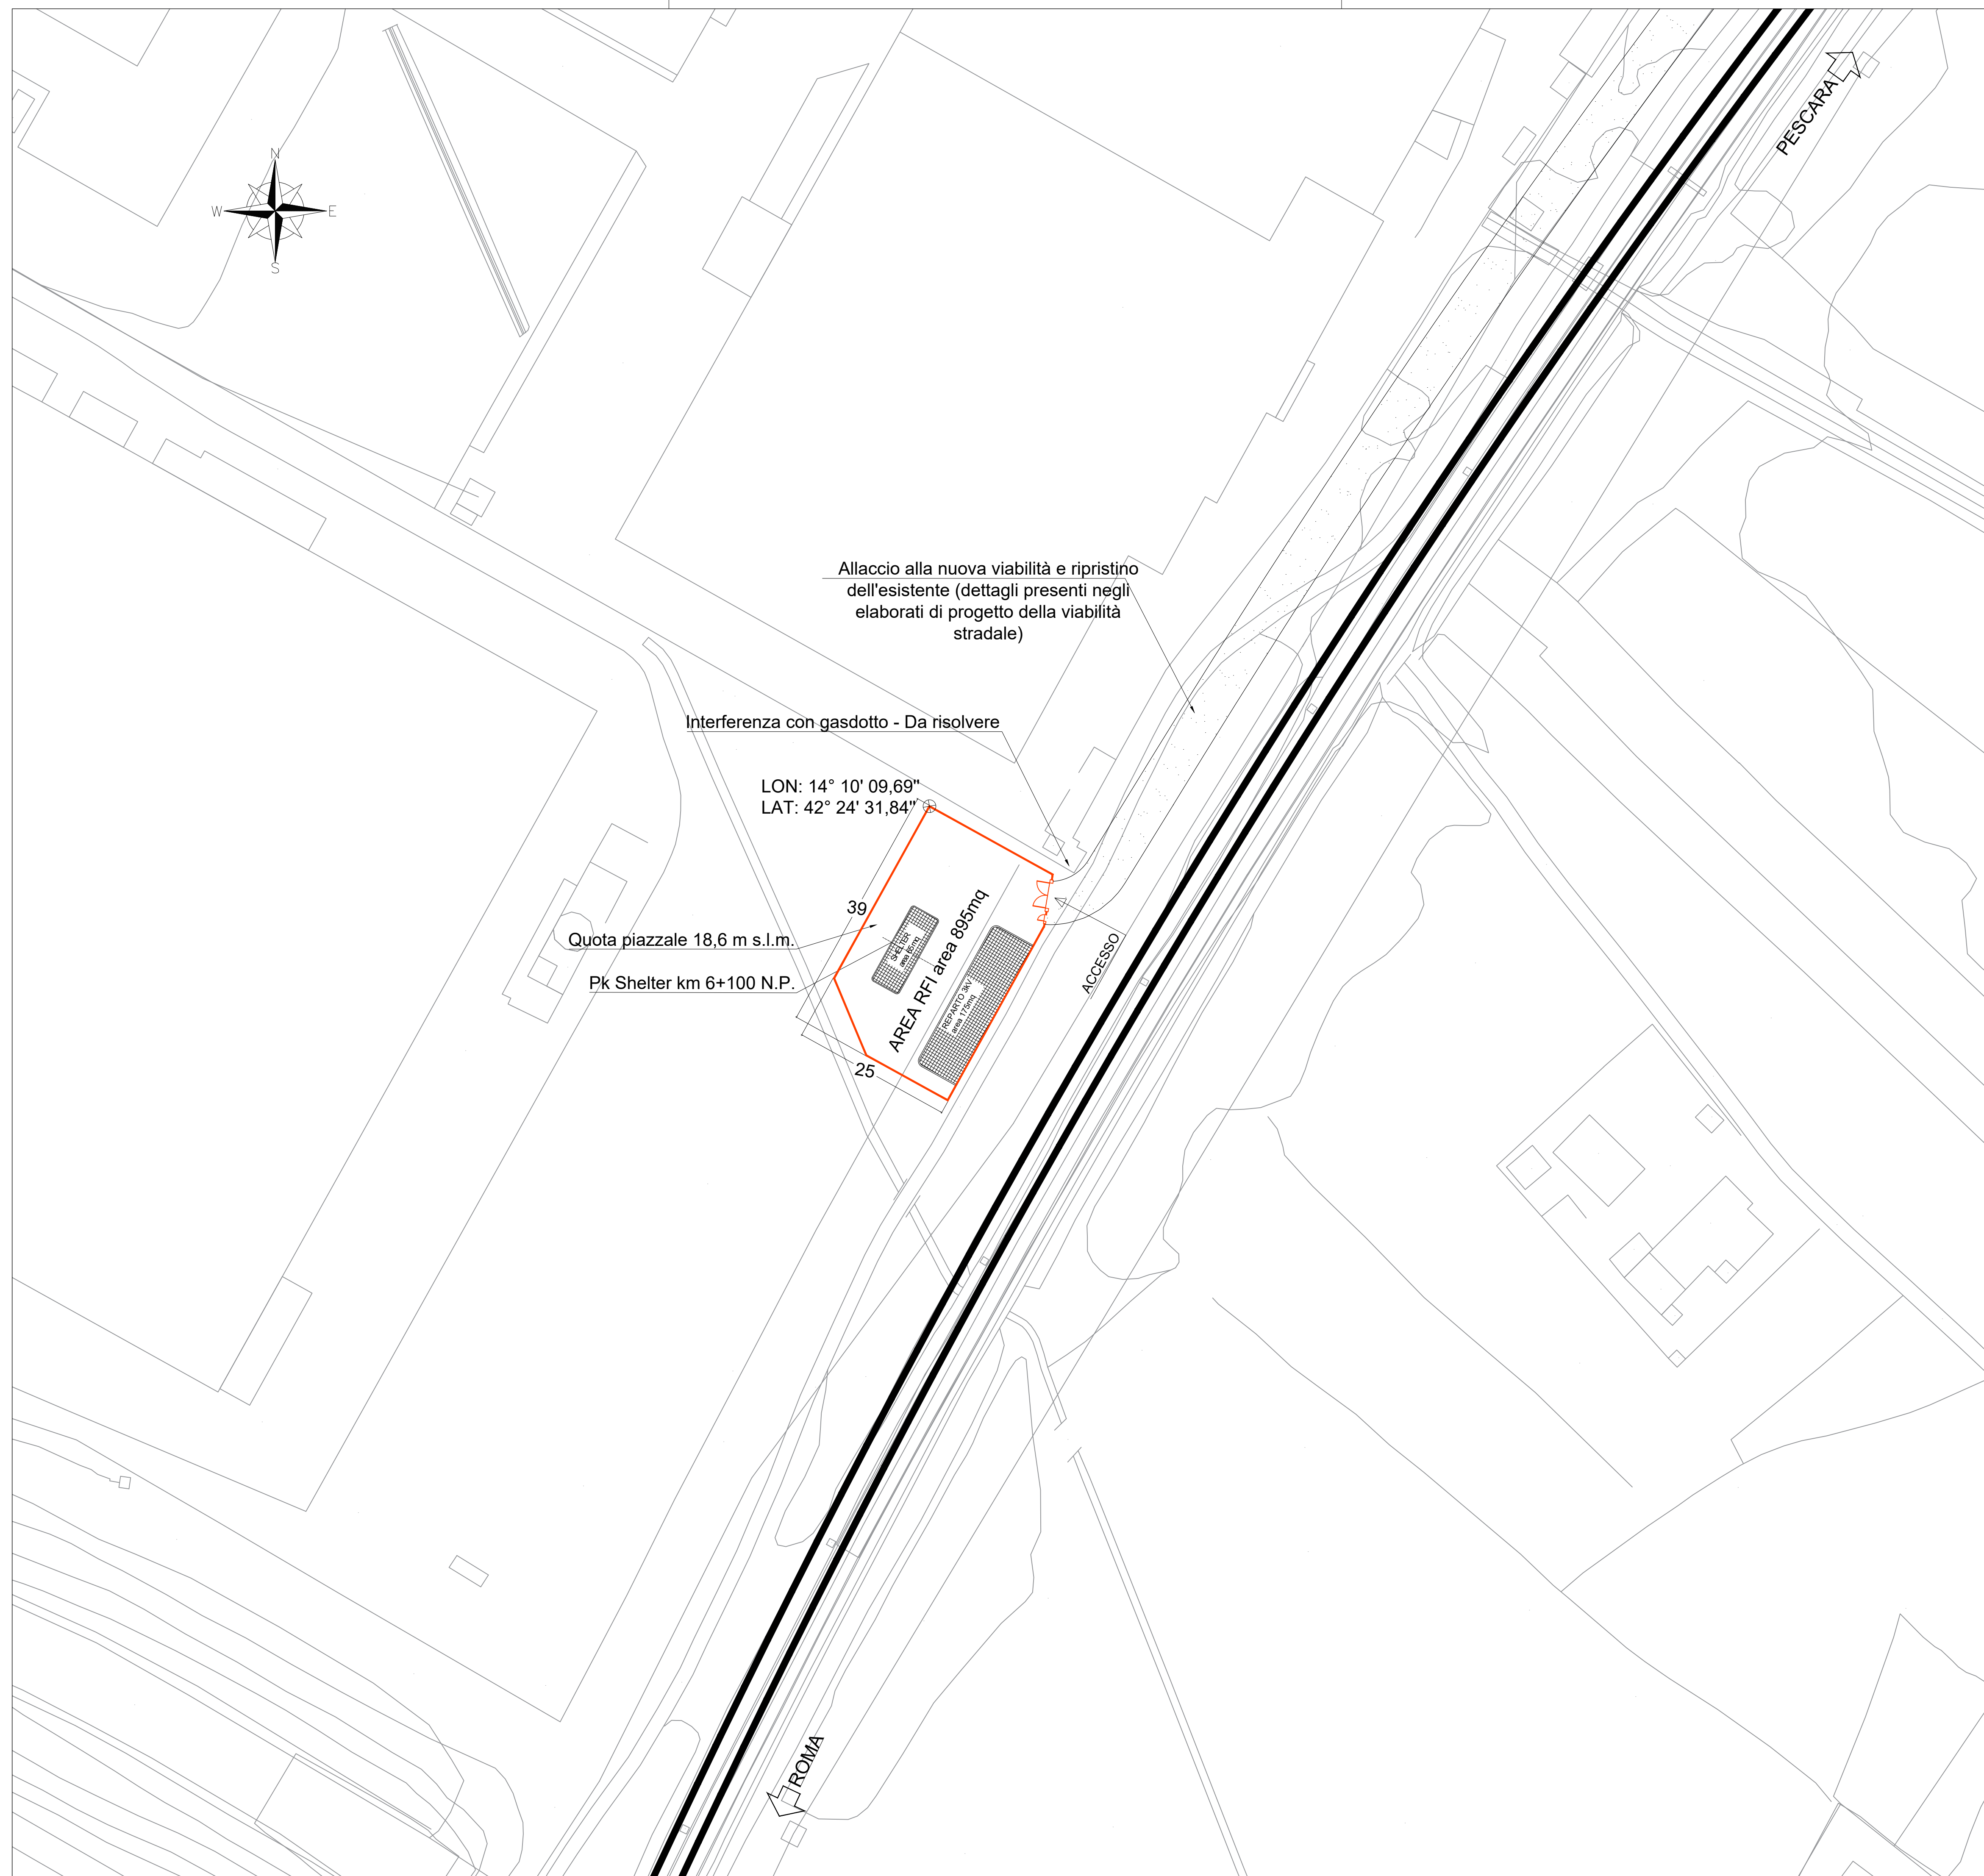 PESCARA
N
W
E
S
Allaccio alla nuova viabilità e ripristino
dell'esistente (dettagli presenti negli
elaborati di progetto della viabilità
stradale)
Interferenza con gasdotto - Da risolvere
LON: 14° 10' 09,69"
LAT: 42° 24' 31,84"
39
Quota piazzale 18,6 m s.l.m.
SHELTER
Pk Shelter km 6+100 N.P.
AREA RFI area 895mq
REPARTO 3kV
area 175mq
ACCESSO
25
ROMA